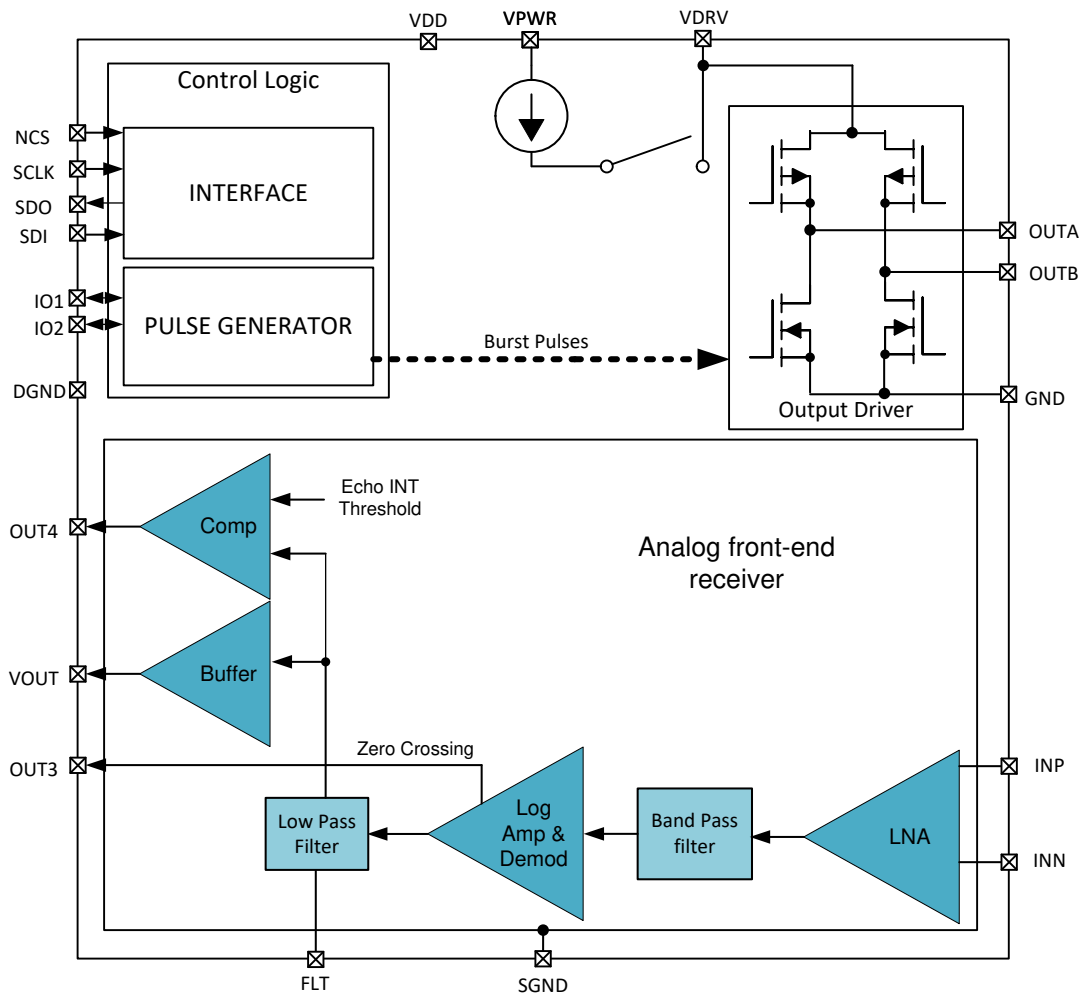 VDD
VPWR
VDRV
Control Logic
NCS
SCLK
SDO
SDI
INTERFACE
IO1
IO2
PULSE GENERATOR
DGND
Burst Pulses
OUTA
OUTB
GND
Output Driver
Echo INT
Threshold
Comp
OUT4
Analog front-end
receiver
Buffer
VOUT
Zero Crossing
OUT3
INP
INN
Low Pass
Filter
Log
Amp &
Demod
Band Pass
filter
LNA
FLT
SGND